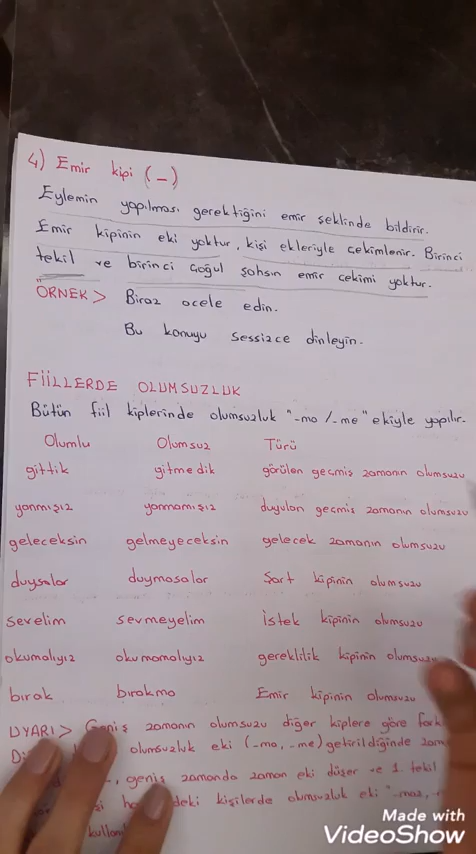 4) Emir kipi (-)
Eylemin yapılması gerektiğini emir şeklinde bildirir.
Emir kipinin eki yoktur, kişi ekleriyle çekimlenir. Birinci
tekil ve birinci çoğul şahsın emir çekimi yoktur.
ÖRNEK > Biraz acele edin.
Bu konuyu sessizce dinleyin.
FİİLLERDE OLUMSUZLUK
Bütün fiil kiplerinde olumsuzluk "-ma /-me" ekiyle yapılır.
Olumlu Olumsuz Türü
gittik gitmedik görülen geçmiş zamanın olumsuzu
yanmışız yanmamışız duyulan geçmiş zamanın olumsuzu
geleceksin gelmeyeceksin gelecek zamanın olumsuzu
duysalar duymasalar Şart kipinin olumsuzu
sevelim sevmeyelim İstek kipinin olumsuzu
okumalıyız okumamalıyız gereklilik kipinin olumsuzu
bırak bırakma Emir kipinin olumsuzu
UYARI > Geniş zamanın olumsuzu diğer kiplere göre
olumsuzluk eki (-ma, -me) getirildiğinde
geniş zamanda zaman eki düşer ve 1. tekil
kişilerde olumsuzluk eki "-maz,
Made with
VideoShow